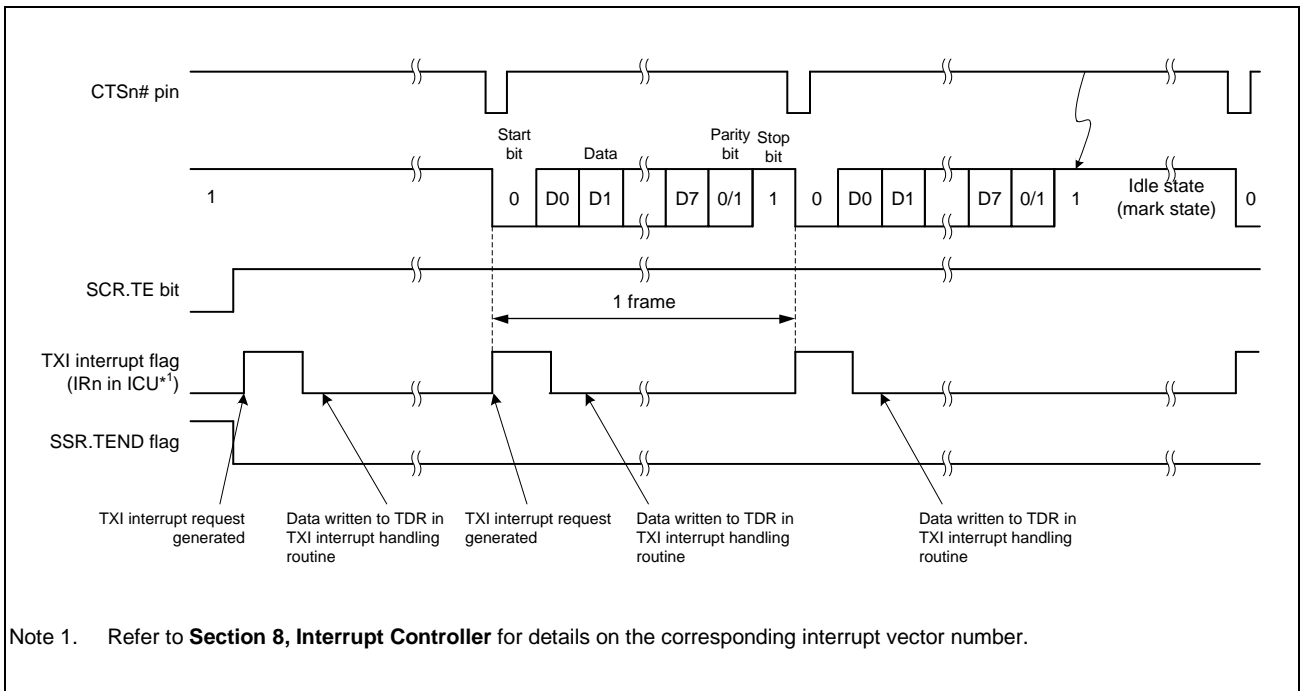 CTSn# pin
Start
bit
Data
Parity
bit
Stop
bit
1
0
D0
D1
D7
0/1
1
0
D0
D1
D7
0/1
1
Idle state
(mark state)
0
SCR.TE bit
1 frame
TXI interrupt flag
(IRn in ICU*1)
SSR.TEND flag
TXI interrupt request
generated
Data written to TDR in
TXI interrupt handling
routine
TXI interrupt request
generated
Data written to TDR in
TXI interrupt handling
routine
Data written to TDR in
TXI interrupt handling
routine
Note 1. Refer to Section 8, Interrupt Controller for details on the corresponding interrupt vector number.